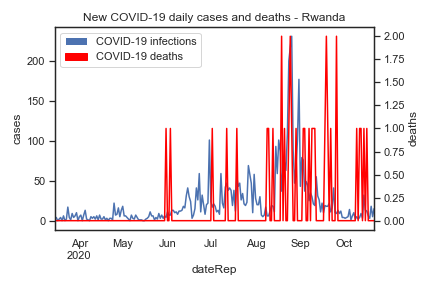 New COVID-19 daily cases and deaths - Rwanda
COVID-19 infections
COVID-19 deaths
200
150
100
50
0
cases
2.00
1.75
1.50
1.25
1.00
0.75
0.50
0.25
0.00
deaths
Apr May Jun Jul Aug Sep Oct
2020
dateRep